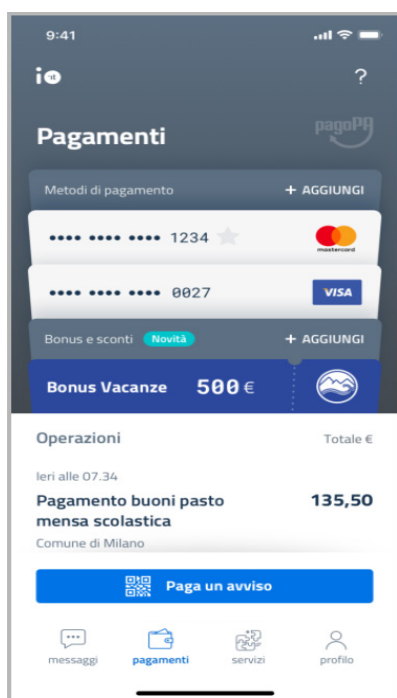 9:41
io it ?
Pagamenti pagoPA
Metodi di pagamento + AGGIUNGI
•••• •••• •••• 1234 mastercard
•••• •••• •••• 0027 VISA
Bonus e sconti Novità + AGGIUNGI
Bonus Vacanze 500 €
Operazioni Totale €
Ieri alle 07.34
Pagamento buoni pasto 135,50
mensa scolastica
Comune di Milano
Paga un avviso
messaggi pagamenti servizi profilo